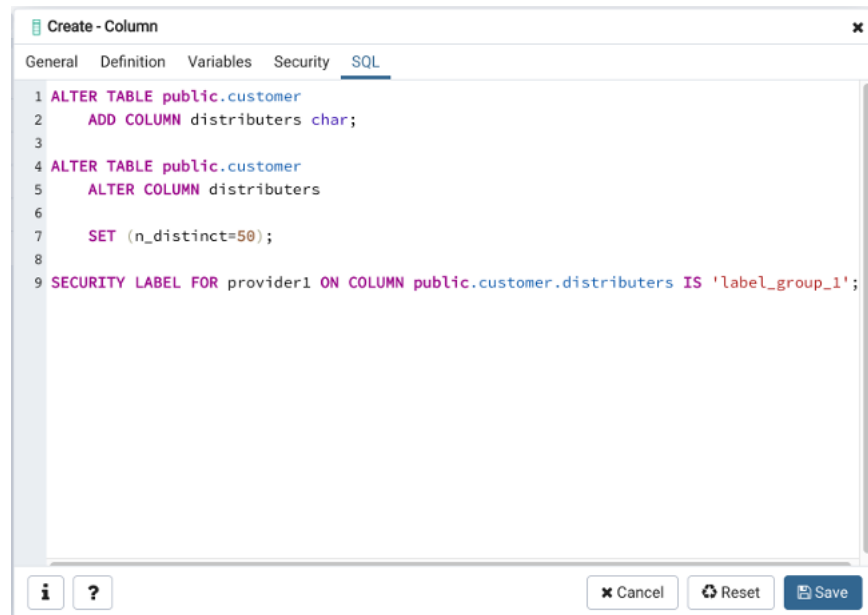 Create - Column
General Definition Variables Security SQL
1 ALTER TABLE public.customer
2     ADD COLUMN distributers char;
3
4 ALTER TABLE public.customer
5     ALTER COLUMN distributers
6
7     SET (n_distinct=50);
8
9 SECURITY LABEL FOR provider1 ON COLUMN public.customer.distributers IS 'label_group_1';
i ? Cancel Reset Save